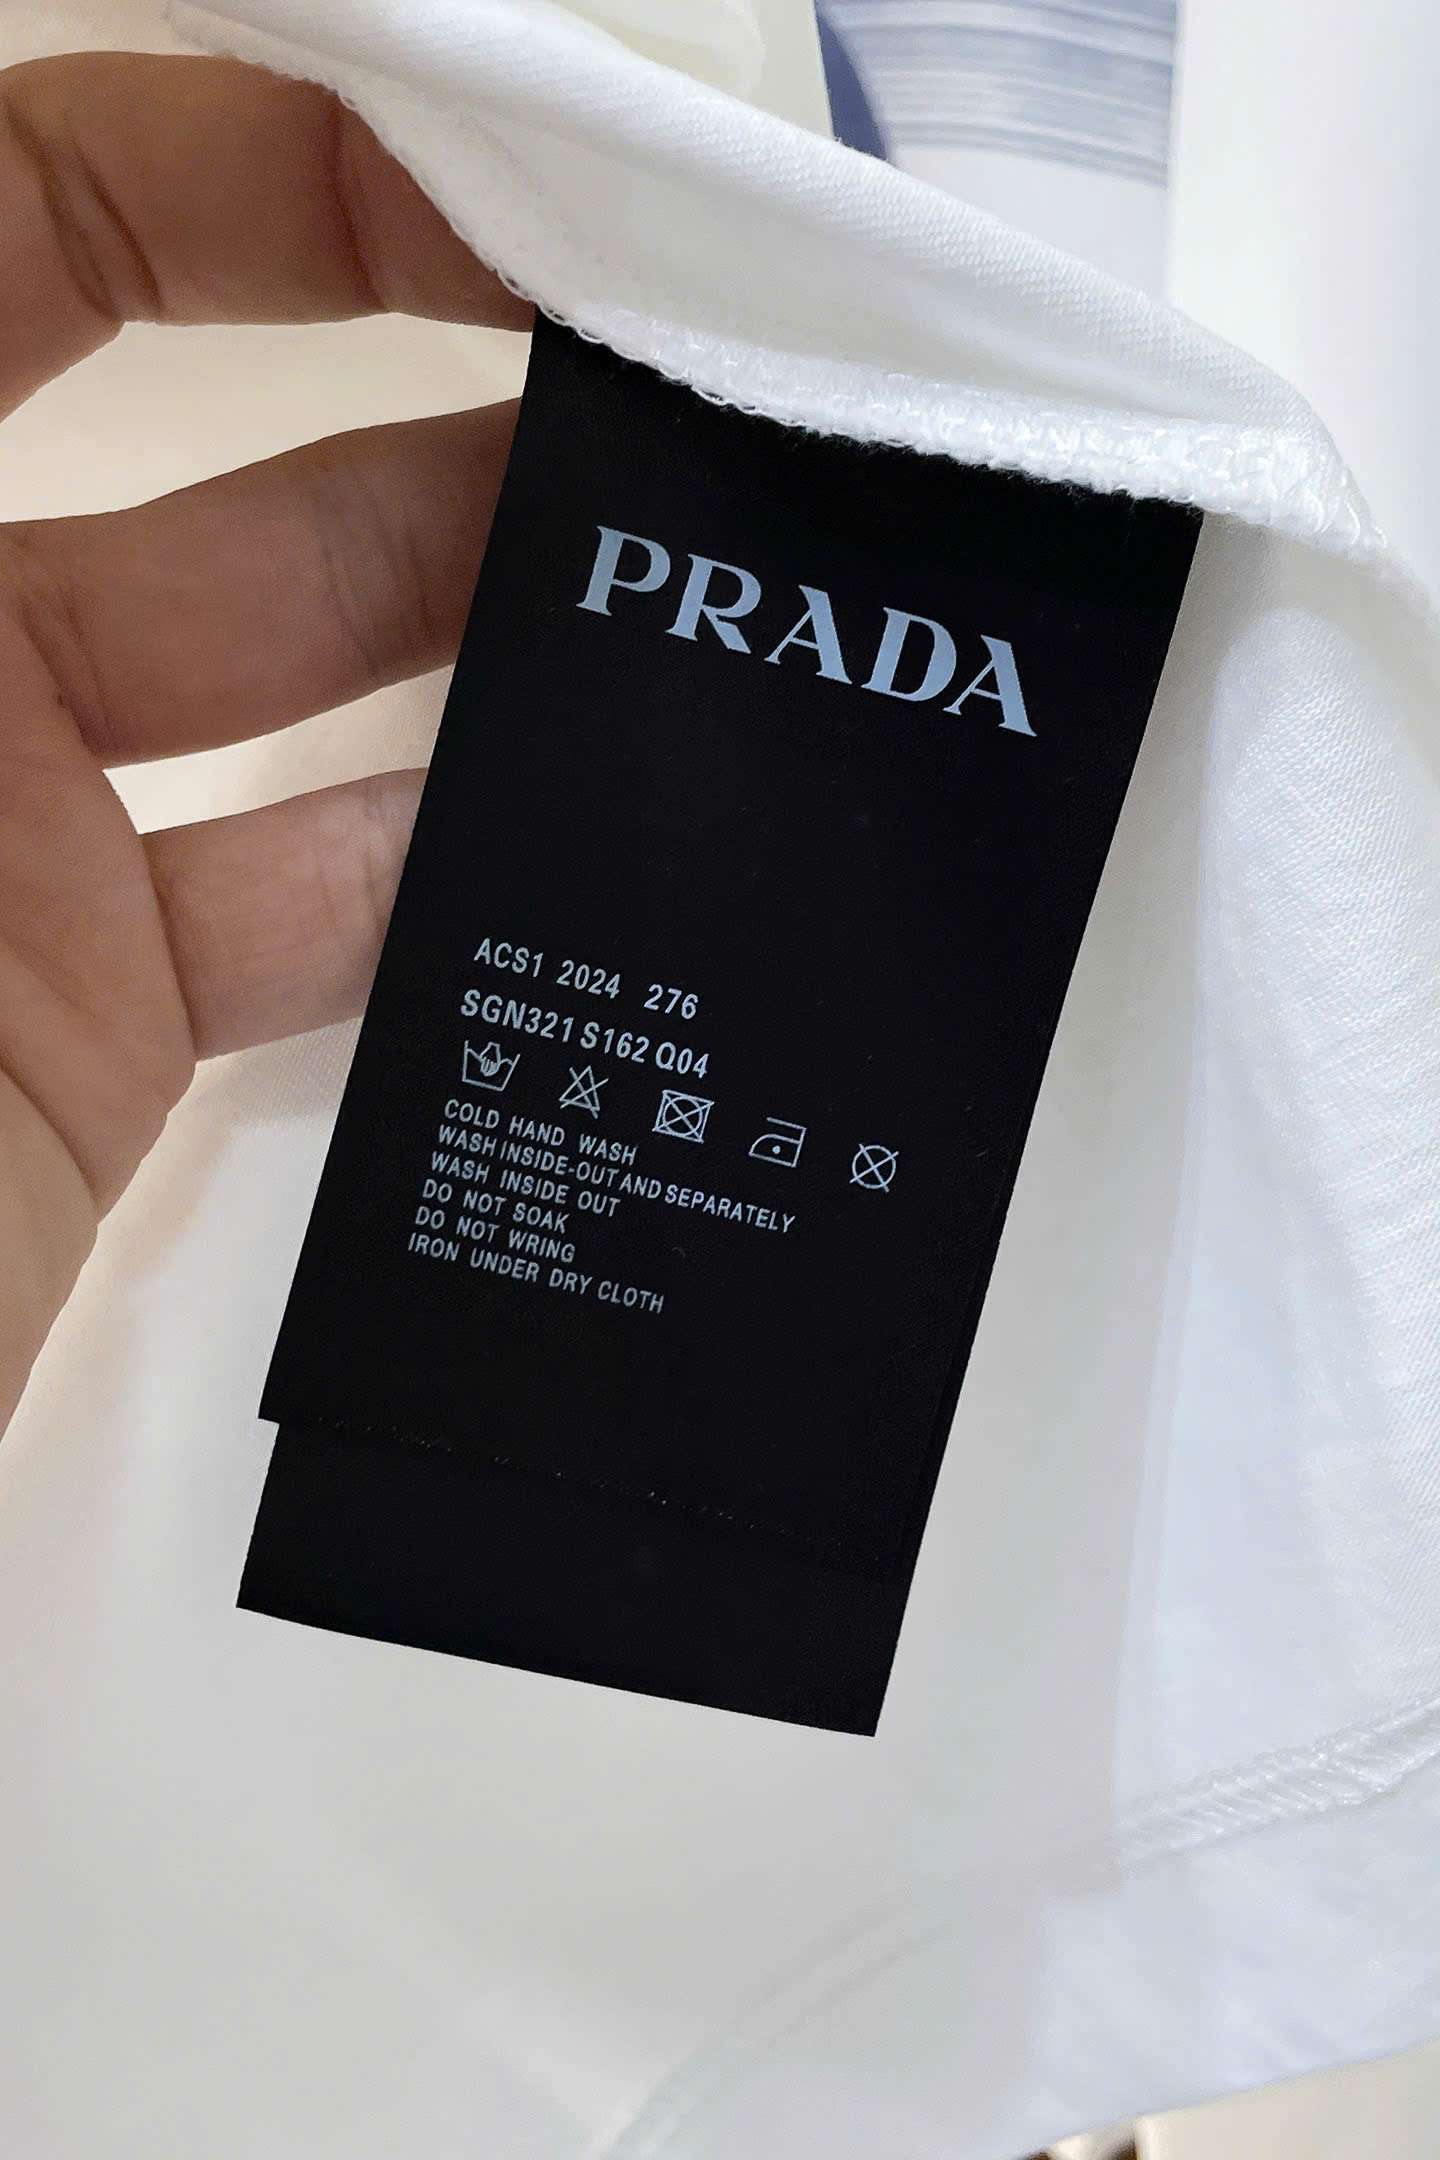 PRADA
ACS1 2024 276
SGN321 S162 Q04
COLD HAND WASH
WASH INSIDE-OUT AND SEPARATELY
WASH INSIDE OUT
DO NOT SOAK
DO NOT WRING
IRON UNDER DRY CLOTH